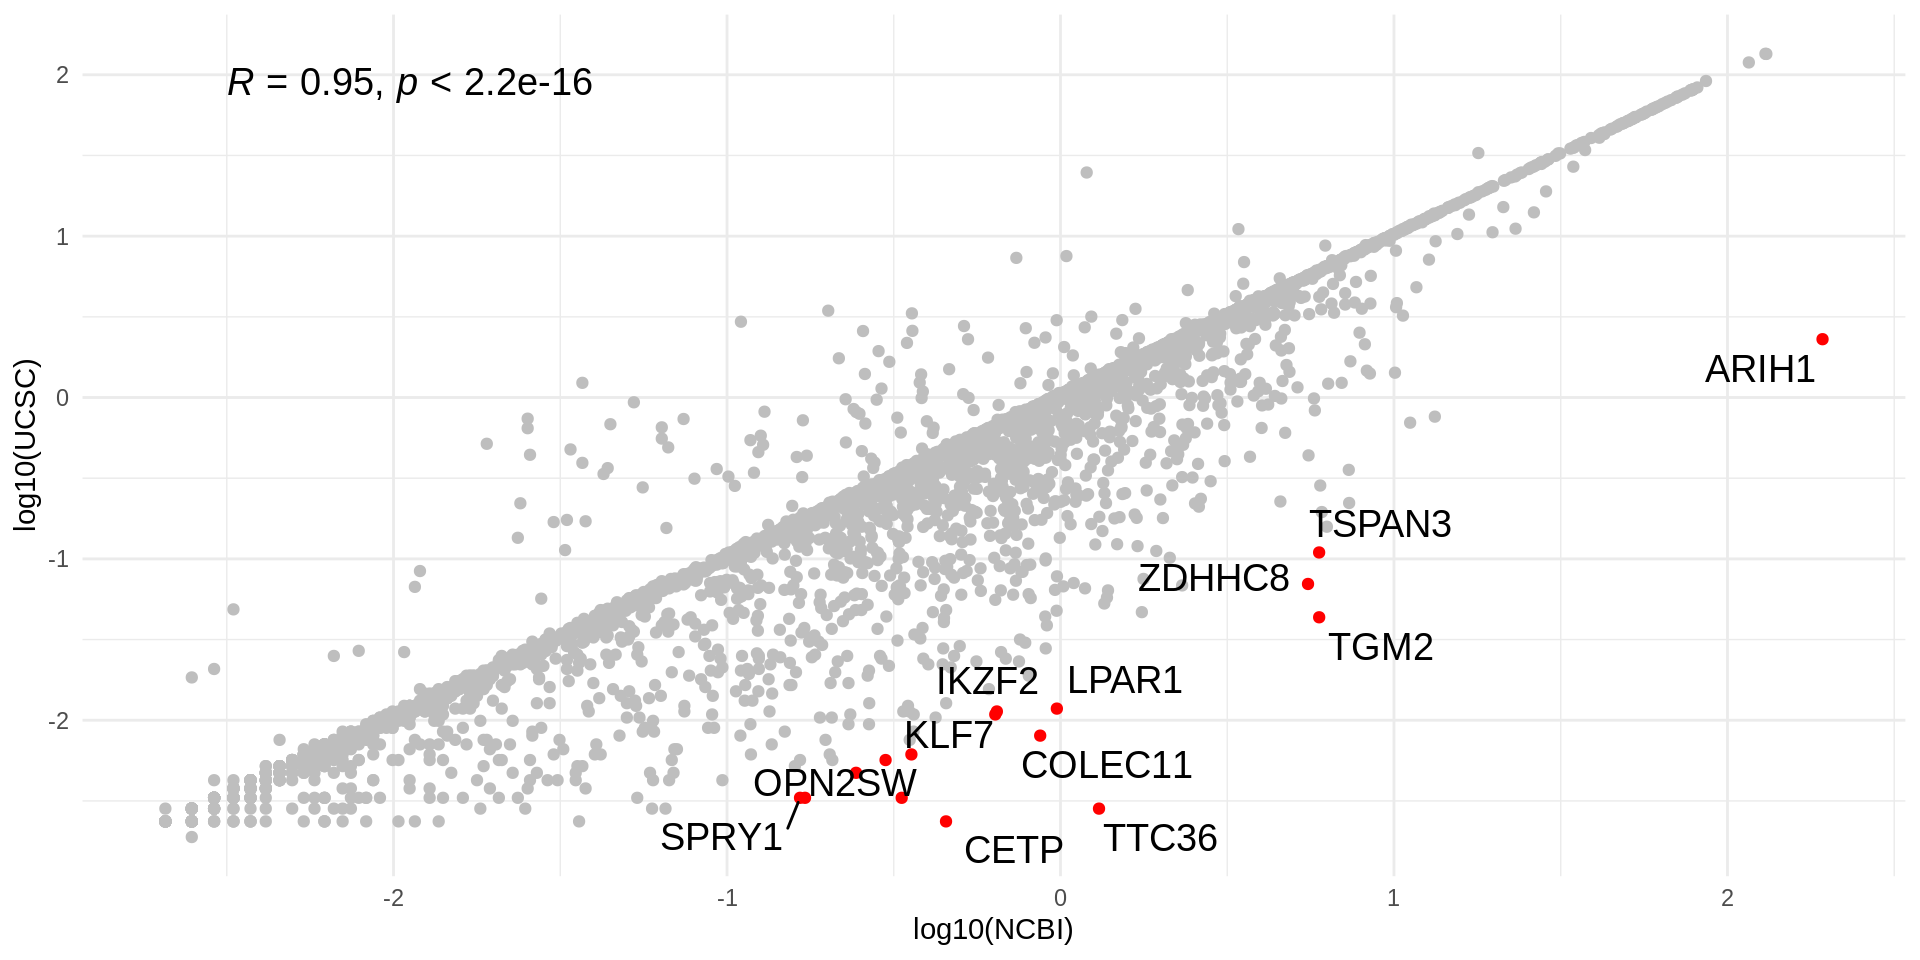 R = 0.95, p < 2.2e-16
2
1
0
-1
-2
log10(UCSC)
ARIH1
TSPAN3
ZDHHC8
TGM2
IKZF2
LPAR1
KLF7
COLEC11
OPN2SW
SPRY1
CETP
TTC36
-2
-1
0
1
2
log10(NCBI)